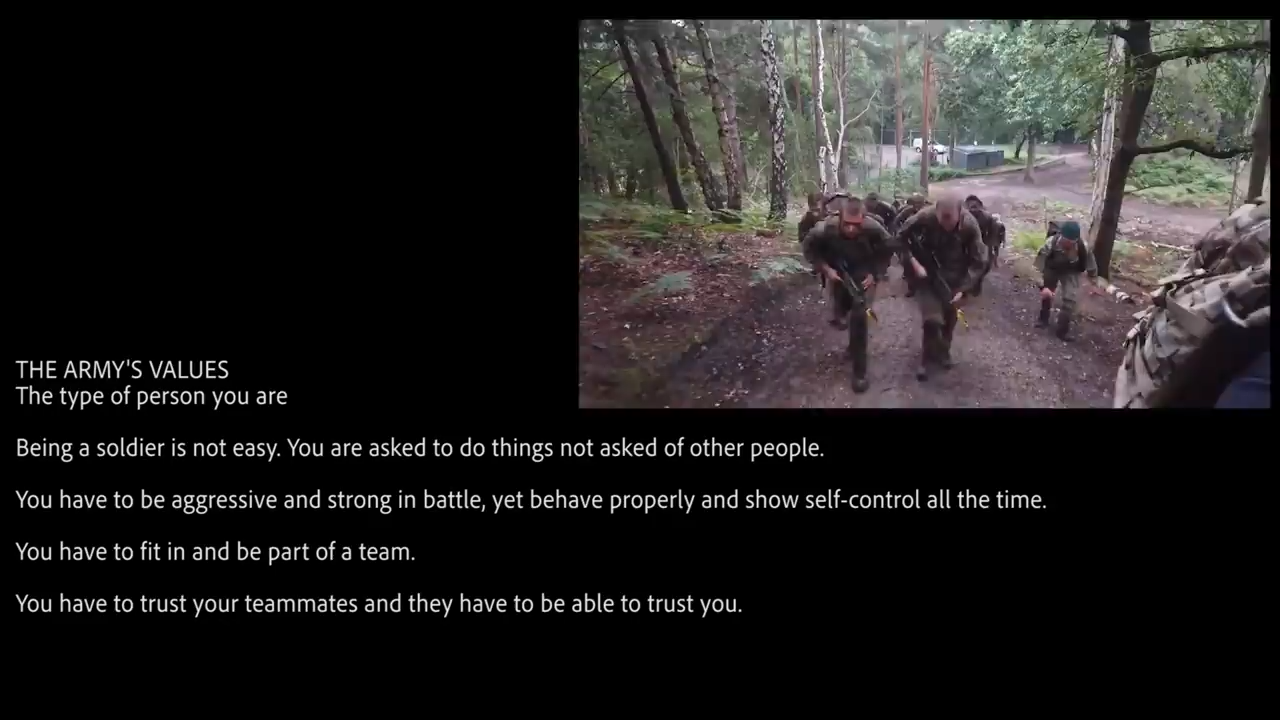 THE ARMY'S VALUES
The type of person you are
Being a soldier is not easy. You are asked to do things not asked of other people.
You have to be aggressive and strong in battle, yet behave properly and show self-control all the time.
You have to fit in and be part of a team.
You have to trust your teammates and they have to be able to trust you.